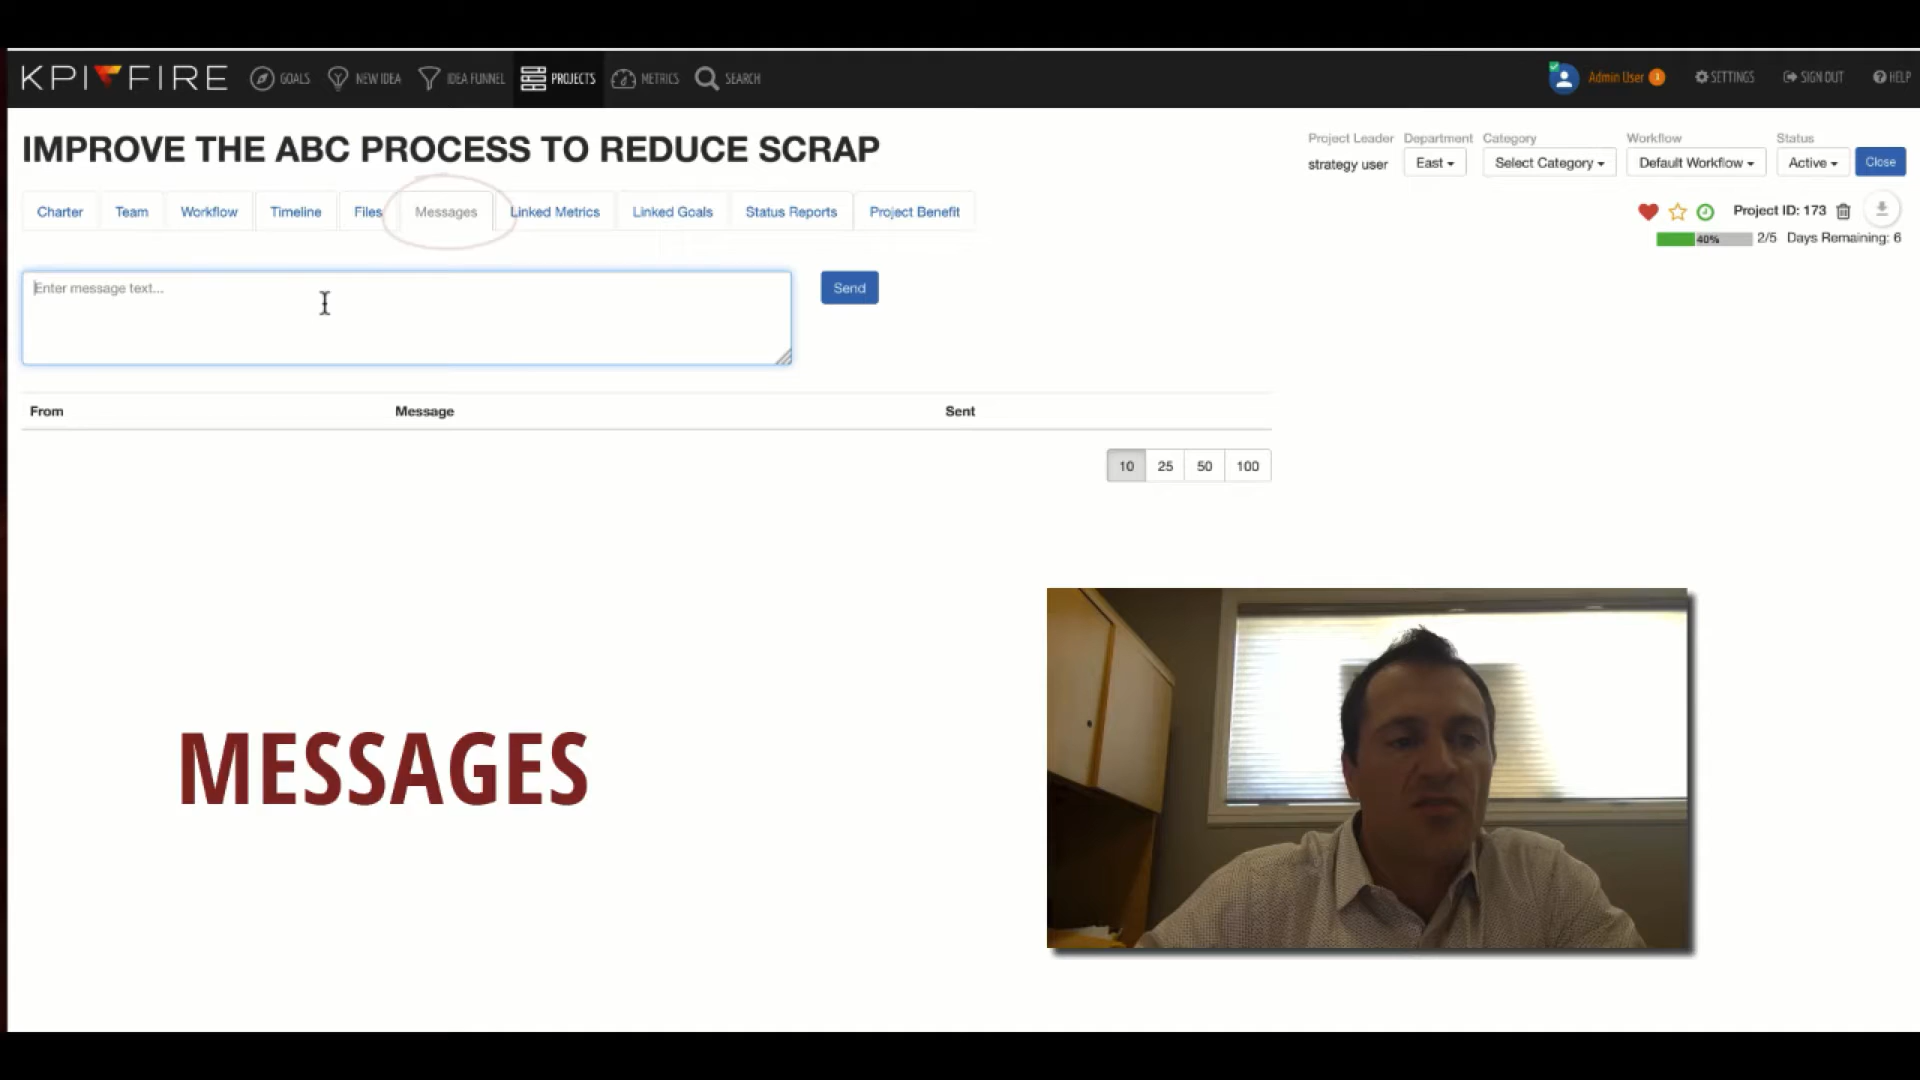 KPI FIRE GOALS NEW IDEA IDEA FUNNEL PROJECTS METRICS SEARCH Admin User 1 SETTINGS SIGN OUT HELP
IMPROVE THE ABC PROCESS TO REDUCE SCRAP
Project Leader Department Category Workflow Status
strategy user East Select Category Default Workflow Active Close
Charter Team Workflow Timeline Files Messages Linked Metrics Linked Goals Status Reports Project Benefit
Project ID: 173
40% 2/5 Days Remaining: 6
Enter message text...
Send
From Message Sent
10 25 50 100
MESSAGES